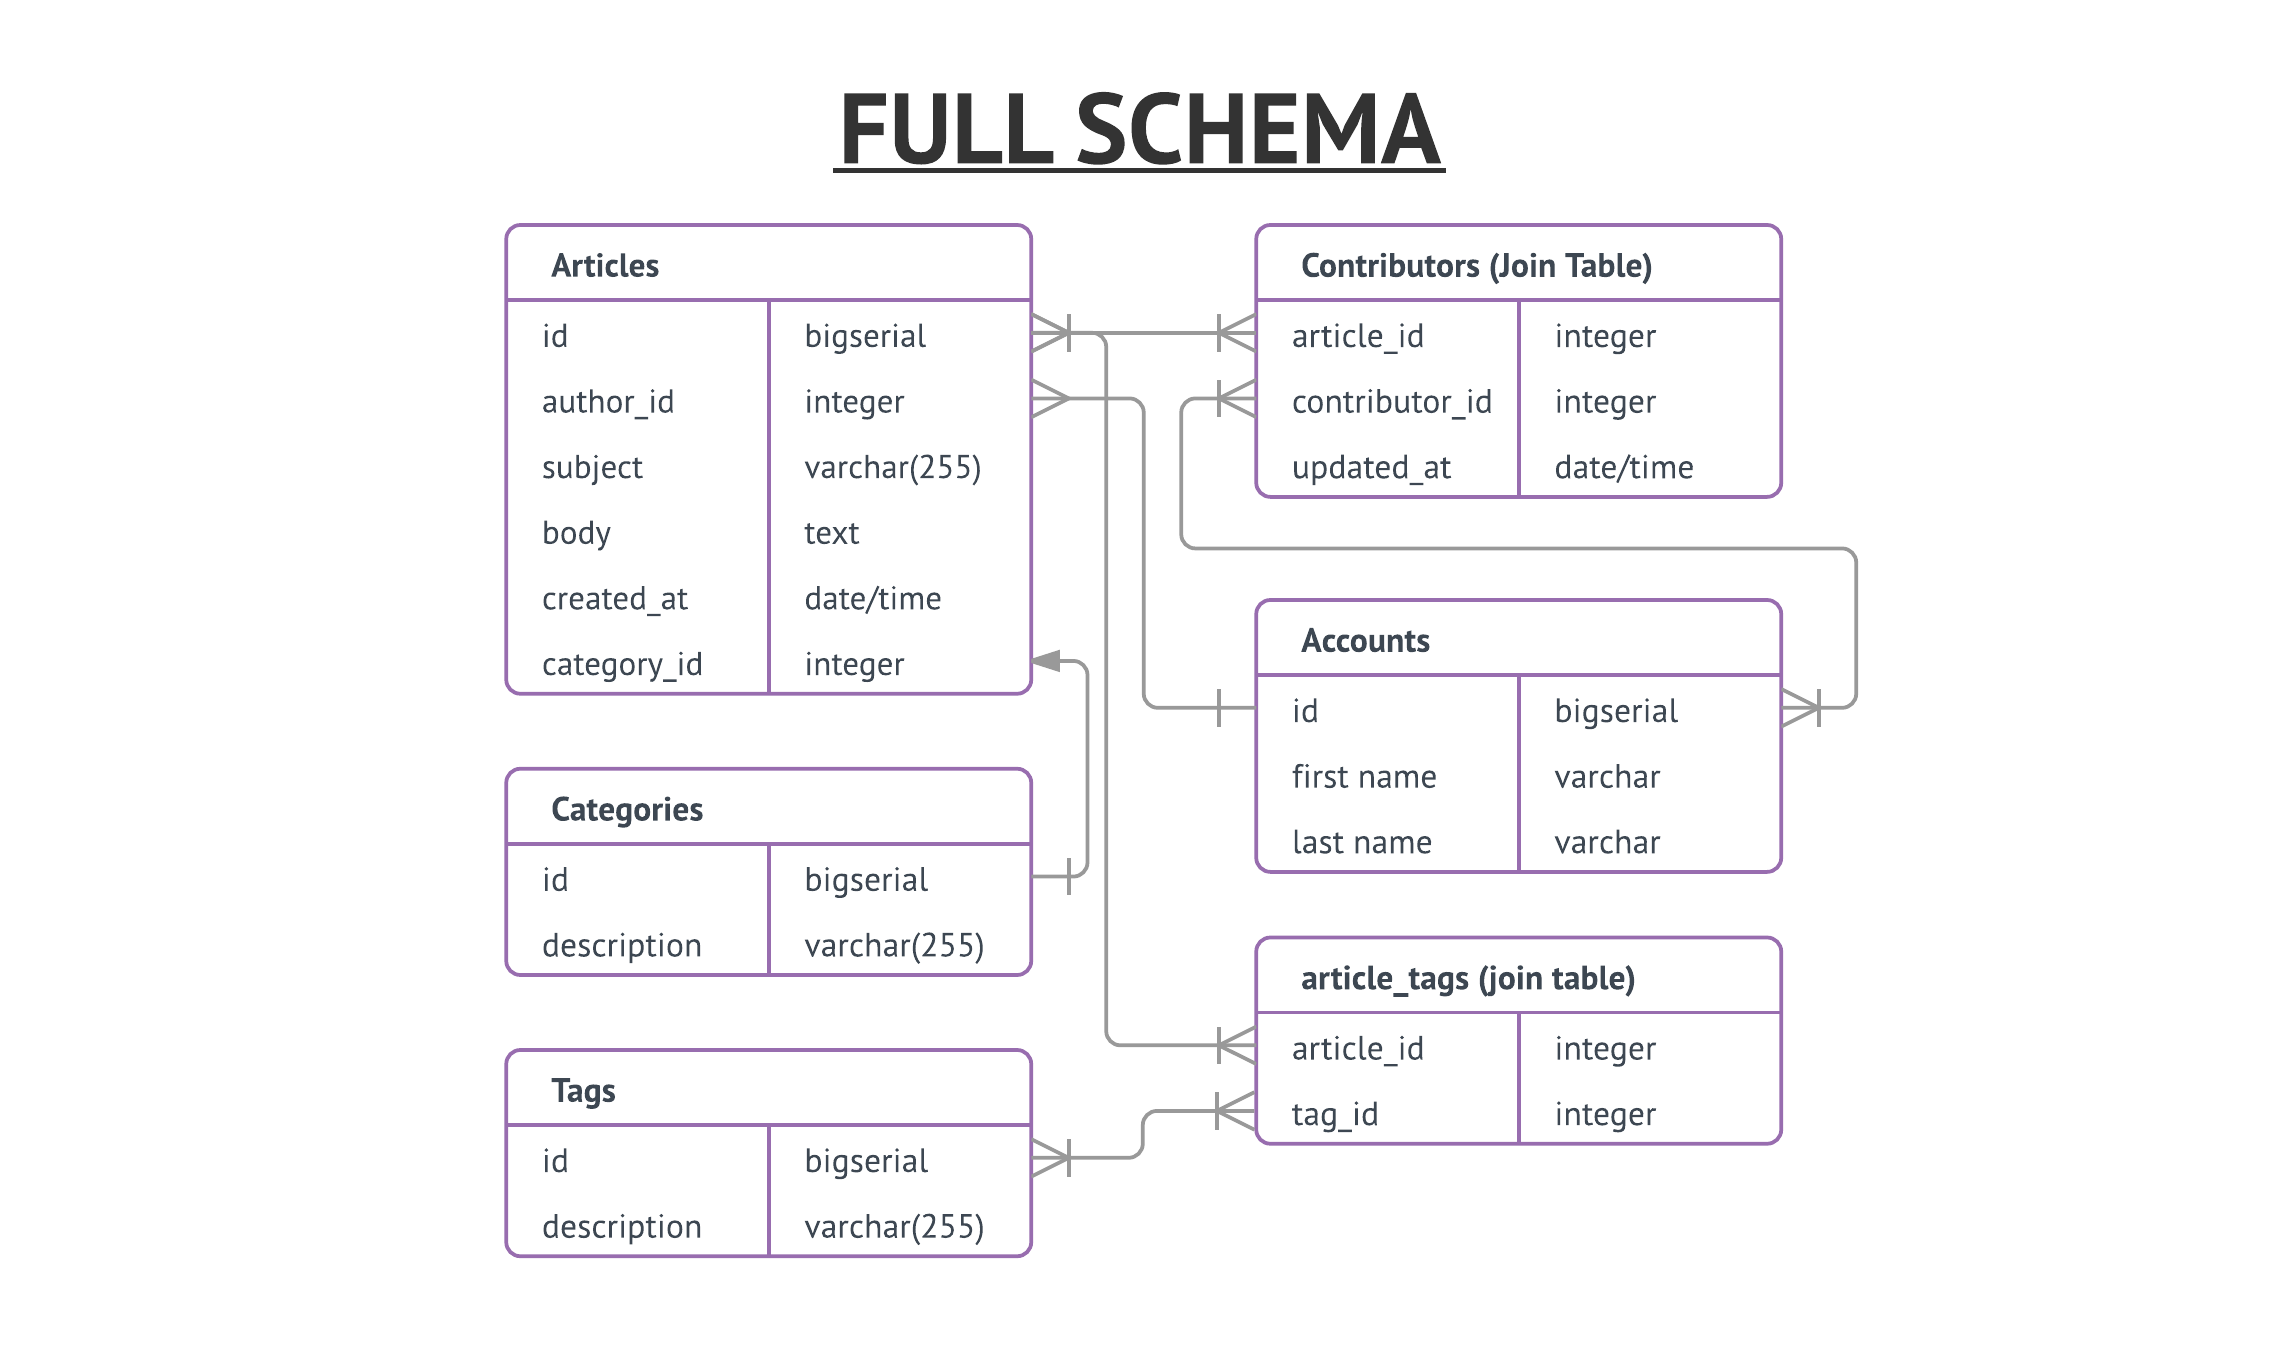 FULL SCHEMA
Articles
id bigserial
author_id integer
subject varchar(255)
body text
created_at date/time
category_id integer
Contributors (Join Table)
article_id integer
contributor_id integer
updated_at date/time
Accounts
id bigserial
first name varchar
last name varchar
Categories
id bigserial
description varchar(255)
article_tags (join table)
article_id integer
tag_id integer
Tags
id bigserial
description varchar(255)